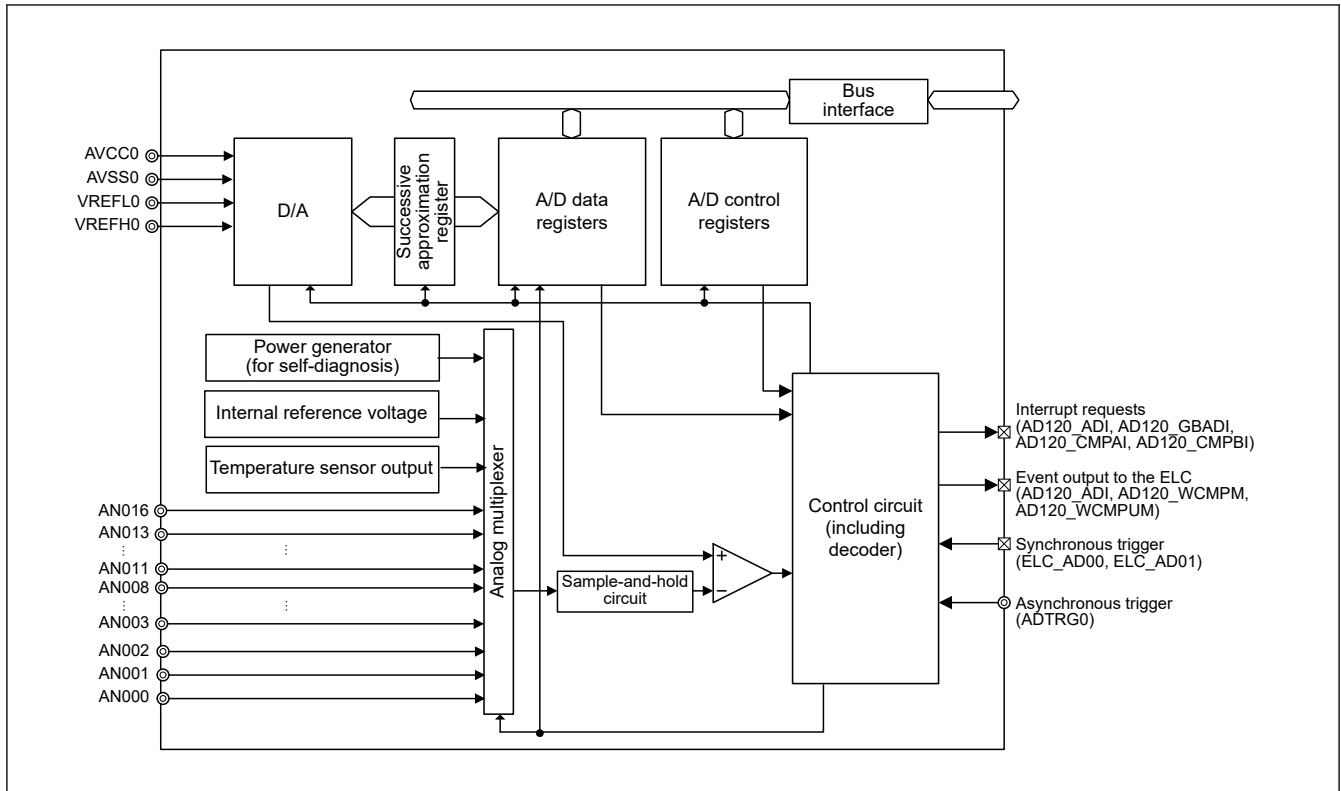 Bus
interface
AVCC0
AVSS0
VREFL0
VREFH0
D/A
Successive
approximation
register
A/D data
registers
A/D control
registers
Power generator
(for self-diagnosis)
Internal reference voltage
Temperature sensor output
Analog multiplexer
AN016
AN013
AN011
AN008
AN003
AN002
AN001
AN000
Sample-and-hold
circuit
+
−
Control circuit
(including
decoder)
Interrupt requests
(AD120_ADI, AD120_GBADI,
AD120_CMPAI, AD120_CMPBI)
Event output to the ELC
(AD120_ADI, AD120_WCMPM,
AD120_WCMPUM)
Synchronous trigger
(ELC_AD00, ELC_AD01)
Asynchronous trigger
(ADTRG0)